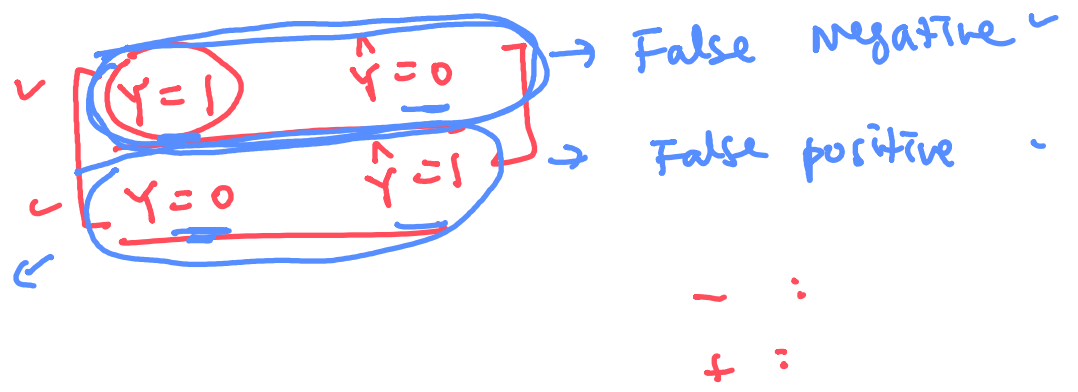 Y = 1 Ŷ = 0 → False Negative ✓
Y = 0 Ŷ = 1 → False positive
- :
+ :